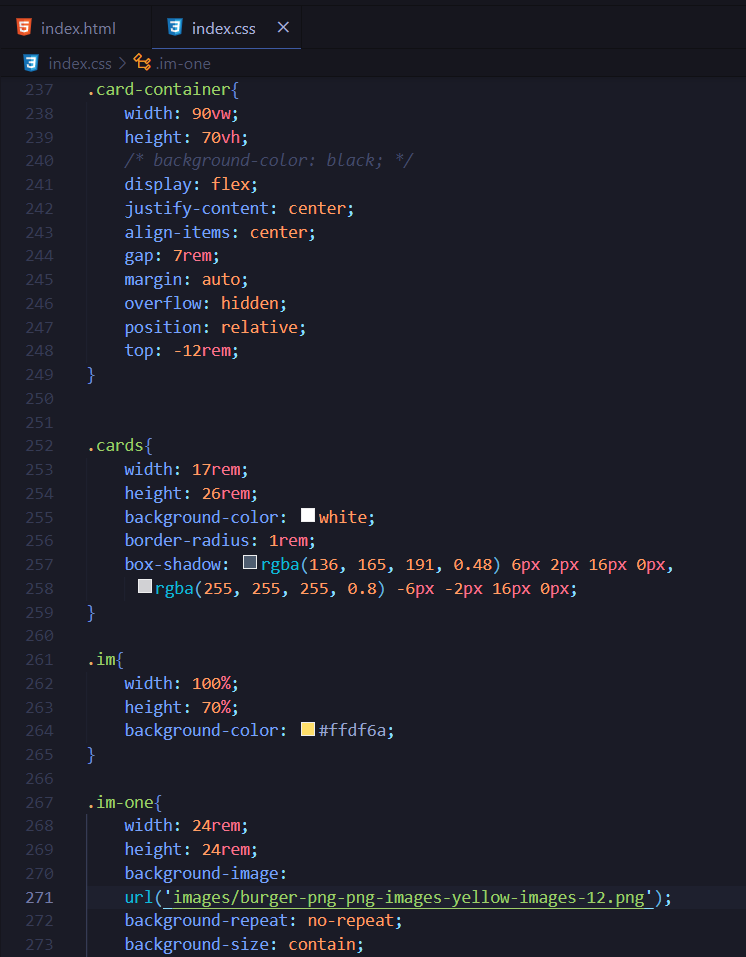 index.html
index.css
index.css > .im-one
237 .card-container{
238 width: 90vw;
239 height: 70vh;
240 /* background-color: black; */
241 display: flex;
242 justify-content: center;
243 align-items: center;
244 gap: 7rem;
245 margin: auto;
246 overflow: hidden;
247 position: relative;
248 top: -12rem;
249 }
250
251
252 .cards{
253 width: 17rem;
254 height: 26rem;
255 background-color: white;
256 border-radius: 1rem;
257 box-shadow: rgba(136, 165, 191, 0.48) 6px 2px 16px 0px,
258 rgba(255, 255, 255, 0.8) -6px -2px 16px 0px;
259 }
260
261 .im{
262 width: 100%;
263 height: 70%;
264 background-color: #ffdf6a;
265 }
266
267 .im-one{
268 width: 24rem;
269 height: 24rem;
270 background-image:
271 url('images/burger-png-png-images-yellow-images-12.png');
272 background-repeat: no-repeat;
273 background-size: contain;